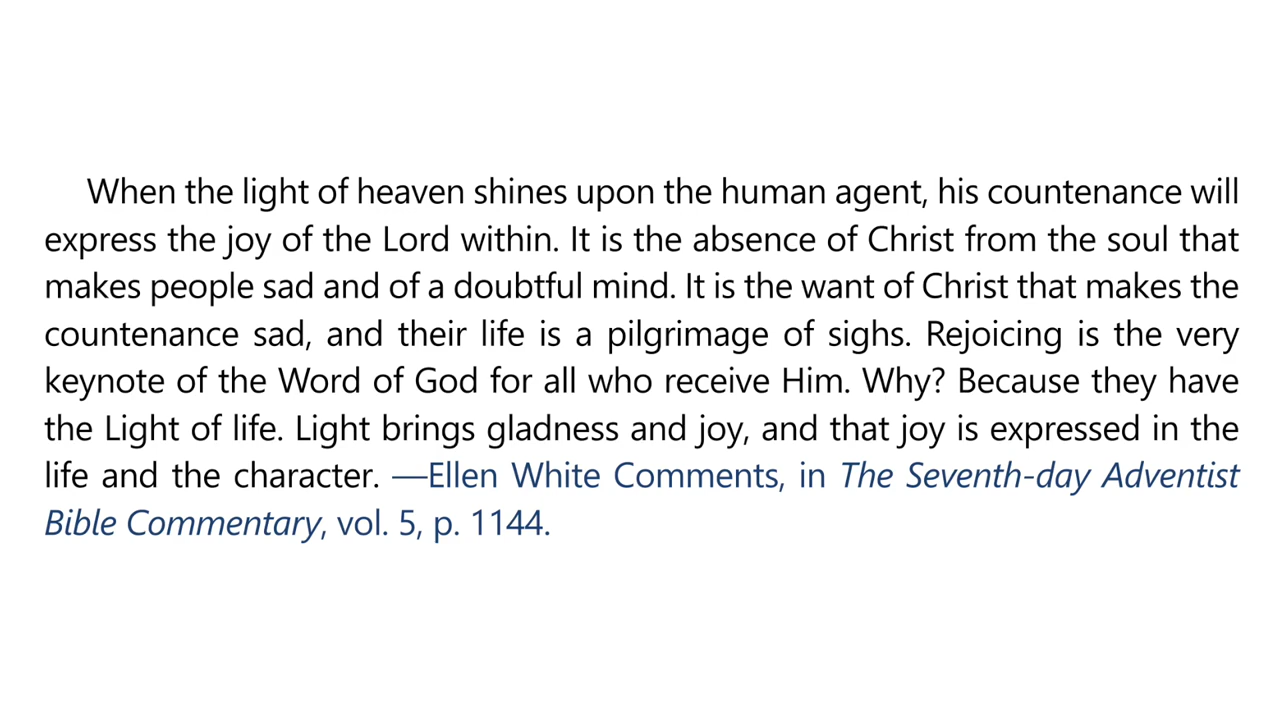 When the light of heaven shines upon the human agent, his countenance will
express the joy of the Lord within. It is the absence of Christ from the soul that
makes people sad and of a doubtful mind. It is the want of Christ that makes the
countenance sad, and their life is a pilgrimage of sighs. Rejoicing is the very
keynote of the Word of God for all who receive Him. Why? Because they have
the Light of life. Light brings gladness and joy, and that joy is expressed in the
life and the character. —Ellen White Comments, in The Seventh-day Adventist
Bible Commentary, vol. 5, p. 1144.